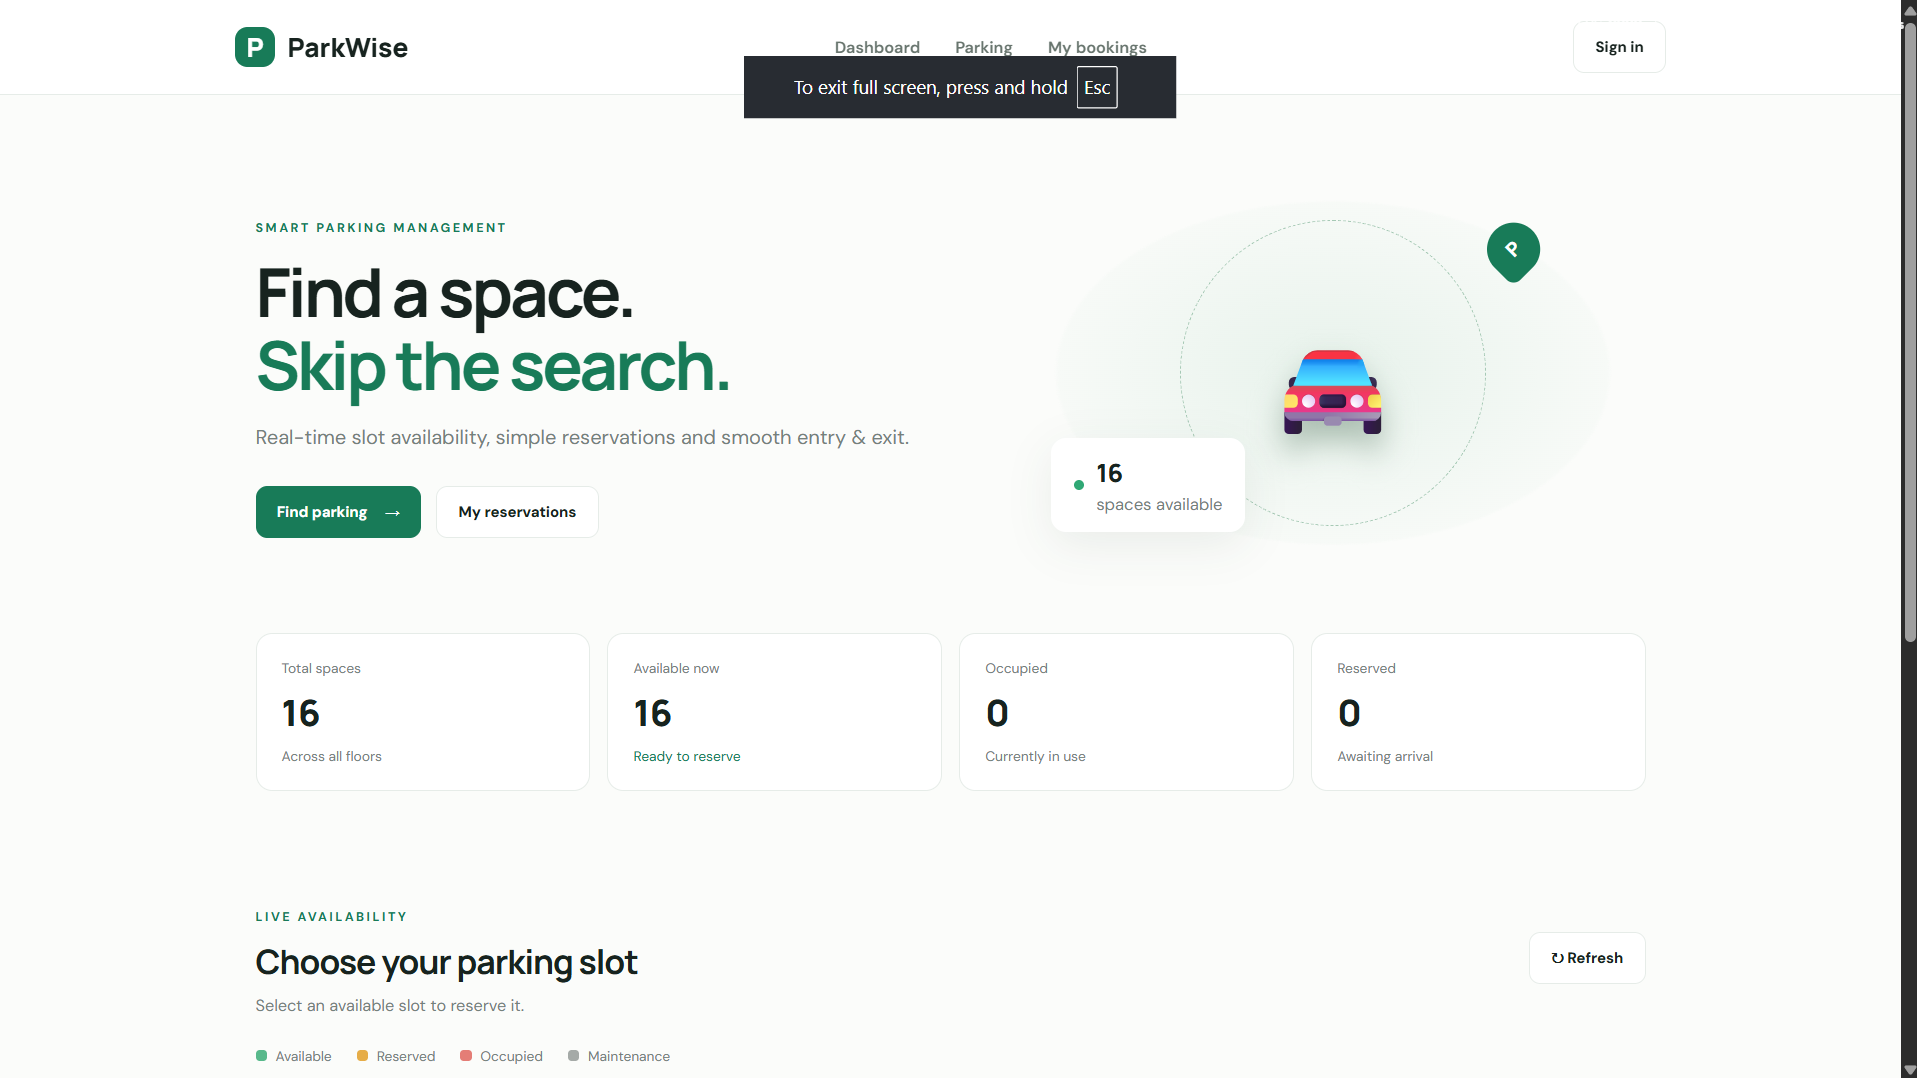 P ParkWise
Dashboard Parking My bookings
Sign in
To exit full screen, press and hold Esc
SMART PARKING MANAGEMENT
Find a space.
Skip the search.
Real-time slot availability, simple reservations and smooth entry & exit.
Find parking →
My reservations
P
16
spaces available
Total spaces
16
Across all floors
Available now
16
Ready to reserve
Occupied
0
Currently in use
Reserved
0
Awaiting arrival
LIVE AVAILABILITY
Choose your parking slot
Select an available slot to reserve it.
↻ Refresh
Available Reserved Occupied Maintenance